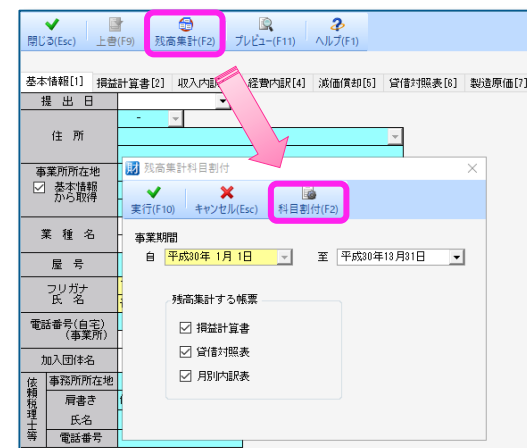 閉じる(Esc) 上書(F9) 残高集計(F2) プレビュー(F11) ヘルプ(F1)
基本情報[1] 損益計算書[2] 収入内訳 経費内訳[4] 減価償却[5] 貸借対照表[6] 製造原価[7]
提 出 日
住 所
-
事業所所在地
基本情報
から取得
業 種 名
屋 号
フリガナ
氏 名
電話番号(自宅)
(事業所)
加入団体名
依頼税理士等
事務所所在地
肩書き
氏名
電話番号
財 残高集計科目割付
実行(F10) キャンセル(Esc) 科目割付(F2)
事業期間
自 平成30年 1月 1日 至 平成30年13月31日
残高集計する帳票
損益計算書
貸借対照表
月別内訳表